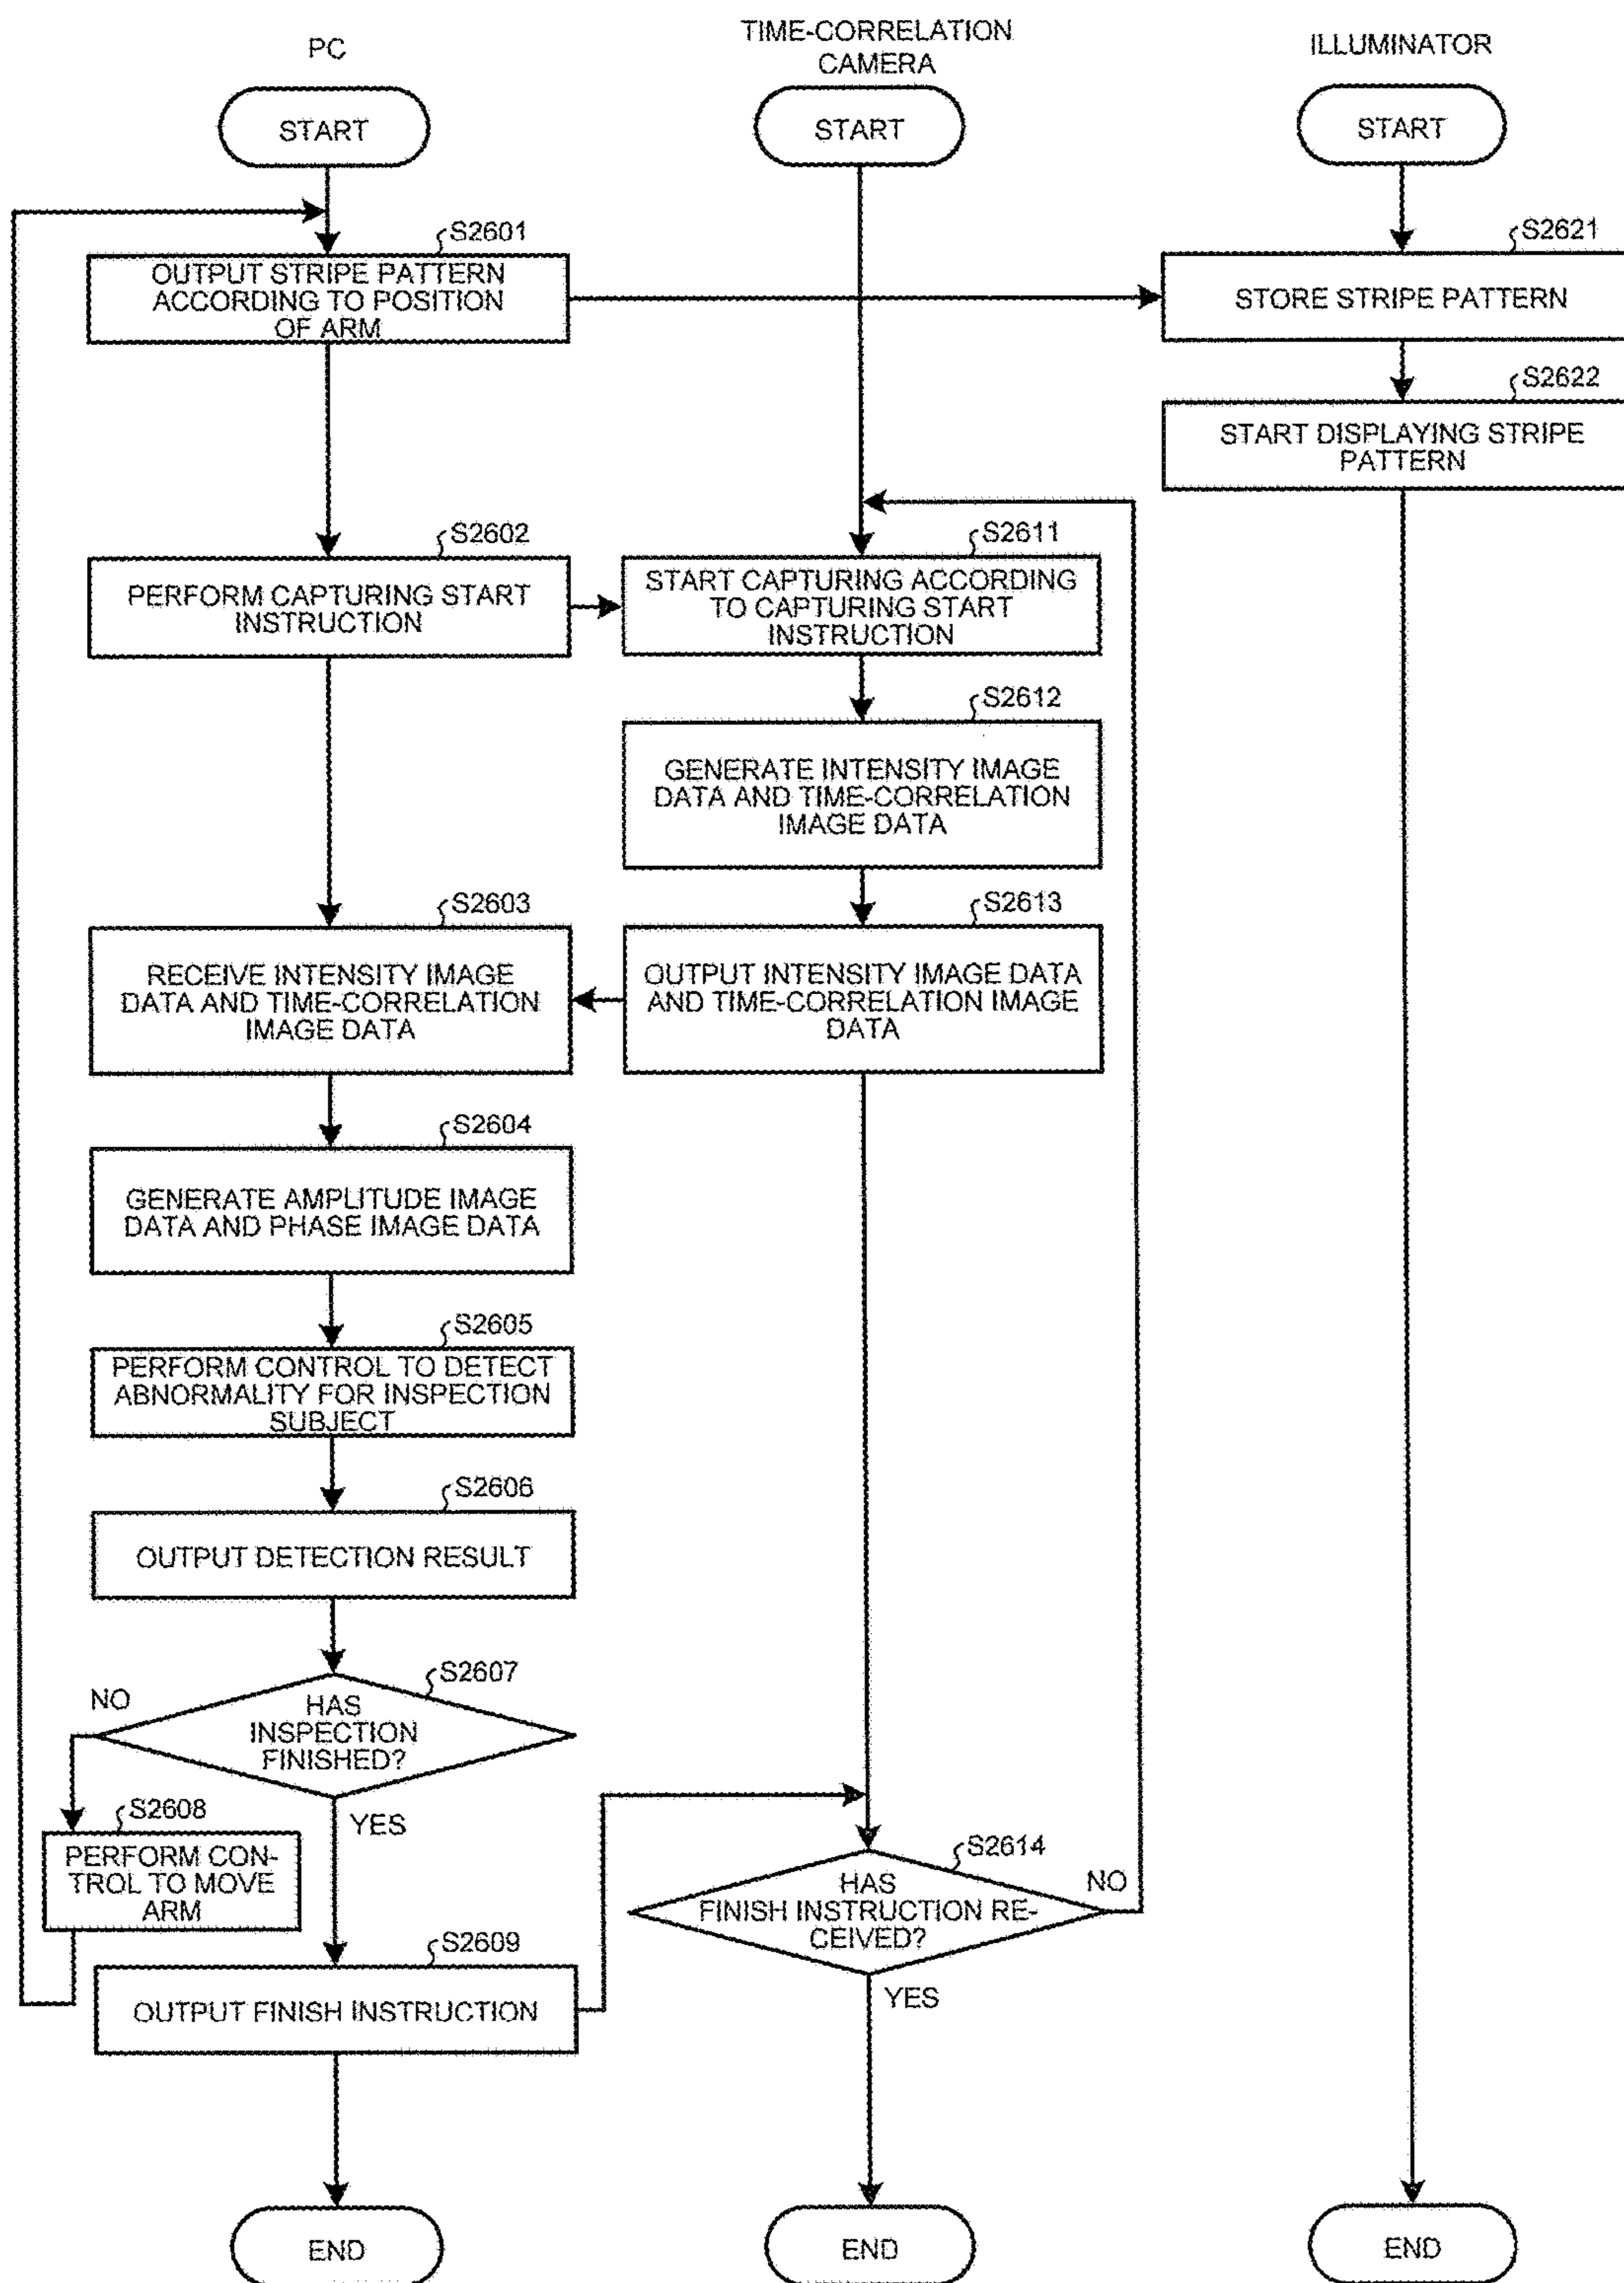 PC
TIME-CORRELATION
CAMERA
ILLUMINATOR
START
START
START
S2601
OUTPUT STRIPE PATTERN
ACCORDING TO POSITION
OF ARM
S2621
STORE STRIPE PATTERN
S2622
START DISPLAYING STRIPE
PATTERN
S2602
PERFORM CAPTURING START
INSTRUCTION
S2611
START CAPTURING ACCORDING
TO CAPTURING START
INSTRUCTION
S2612
GENERATE INTENSITY IMAGE
DATA AND TIME-CORRELATION
IMAGE DATA
S2603
RECEIVE INTENSITY IMAGE
DATA AND TIME-CORRELATION
IMAGE DATA
S2613
OUTPUT INTENSITY IMAGE DATA
AND TIME-CORRELATION IMAGE
DATA
S2604
GENERATE AMPLITUDE IMAGE
DATA AND PHASE IMAGE DATA
S2605
PERFORM CONTROL TO DETECT
ABNORMALITY FOR INSPECTION
SUBJECT
S2606
OUTPUT DETECTION RESULT
S2607
NO
HAS
INSPECTION
FINISHED?
YES
S2608
PERFORM CON-
TROL TO MOVE
ARM
S2614
HAS
FINISH INSTRUCTION RE-
CEIVED?
NO
YES
S2609
OUTPUT FINISH INSTRUCTION
END
END
END